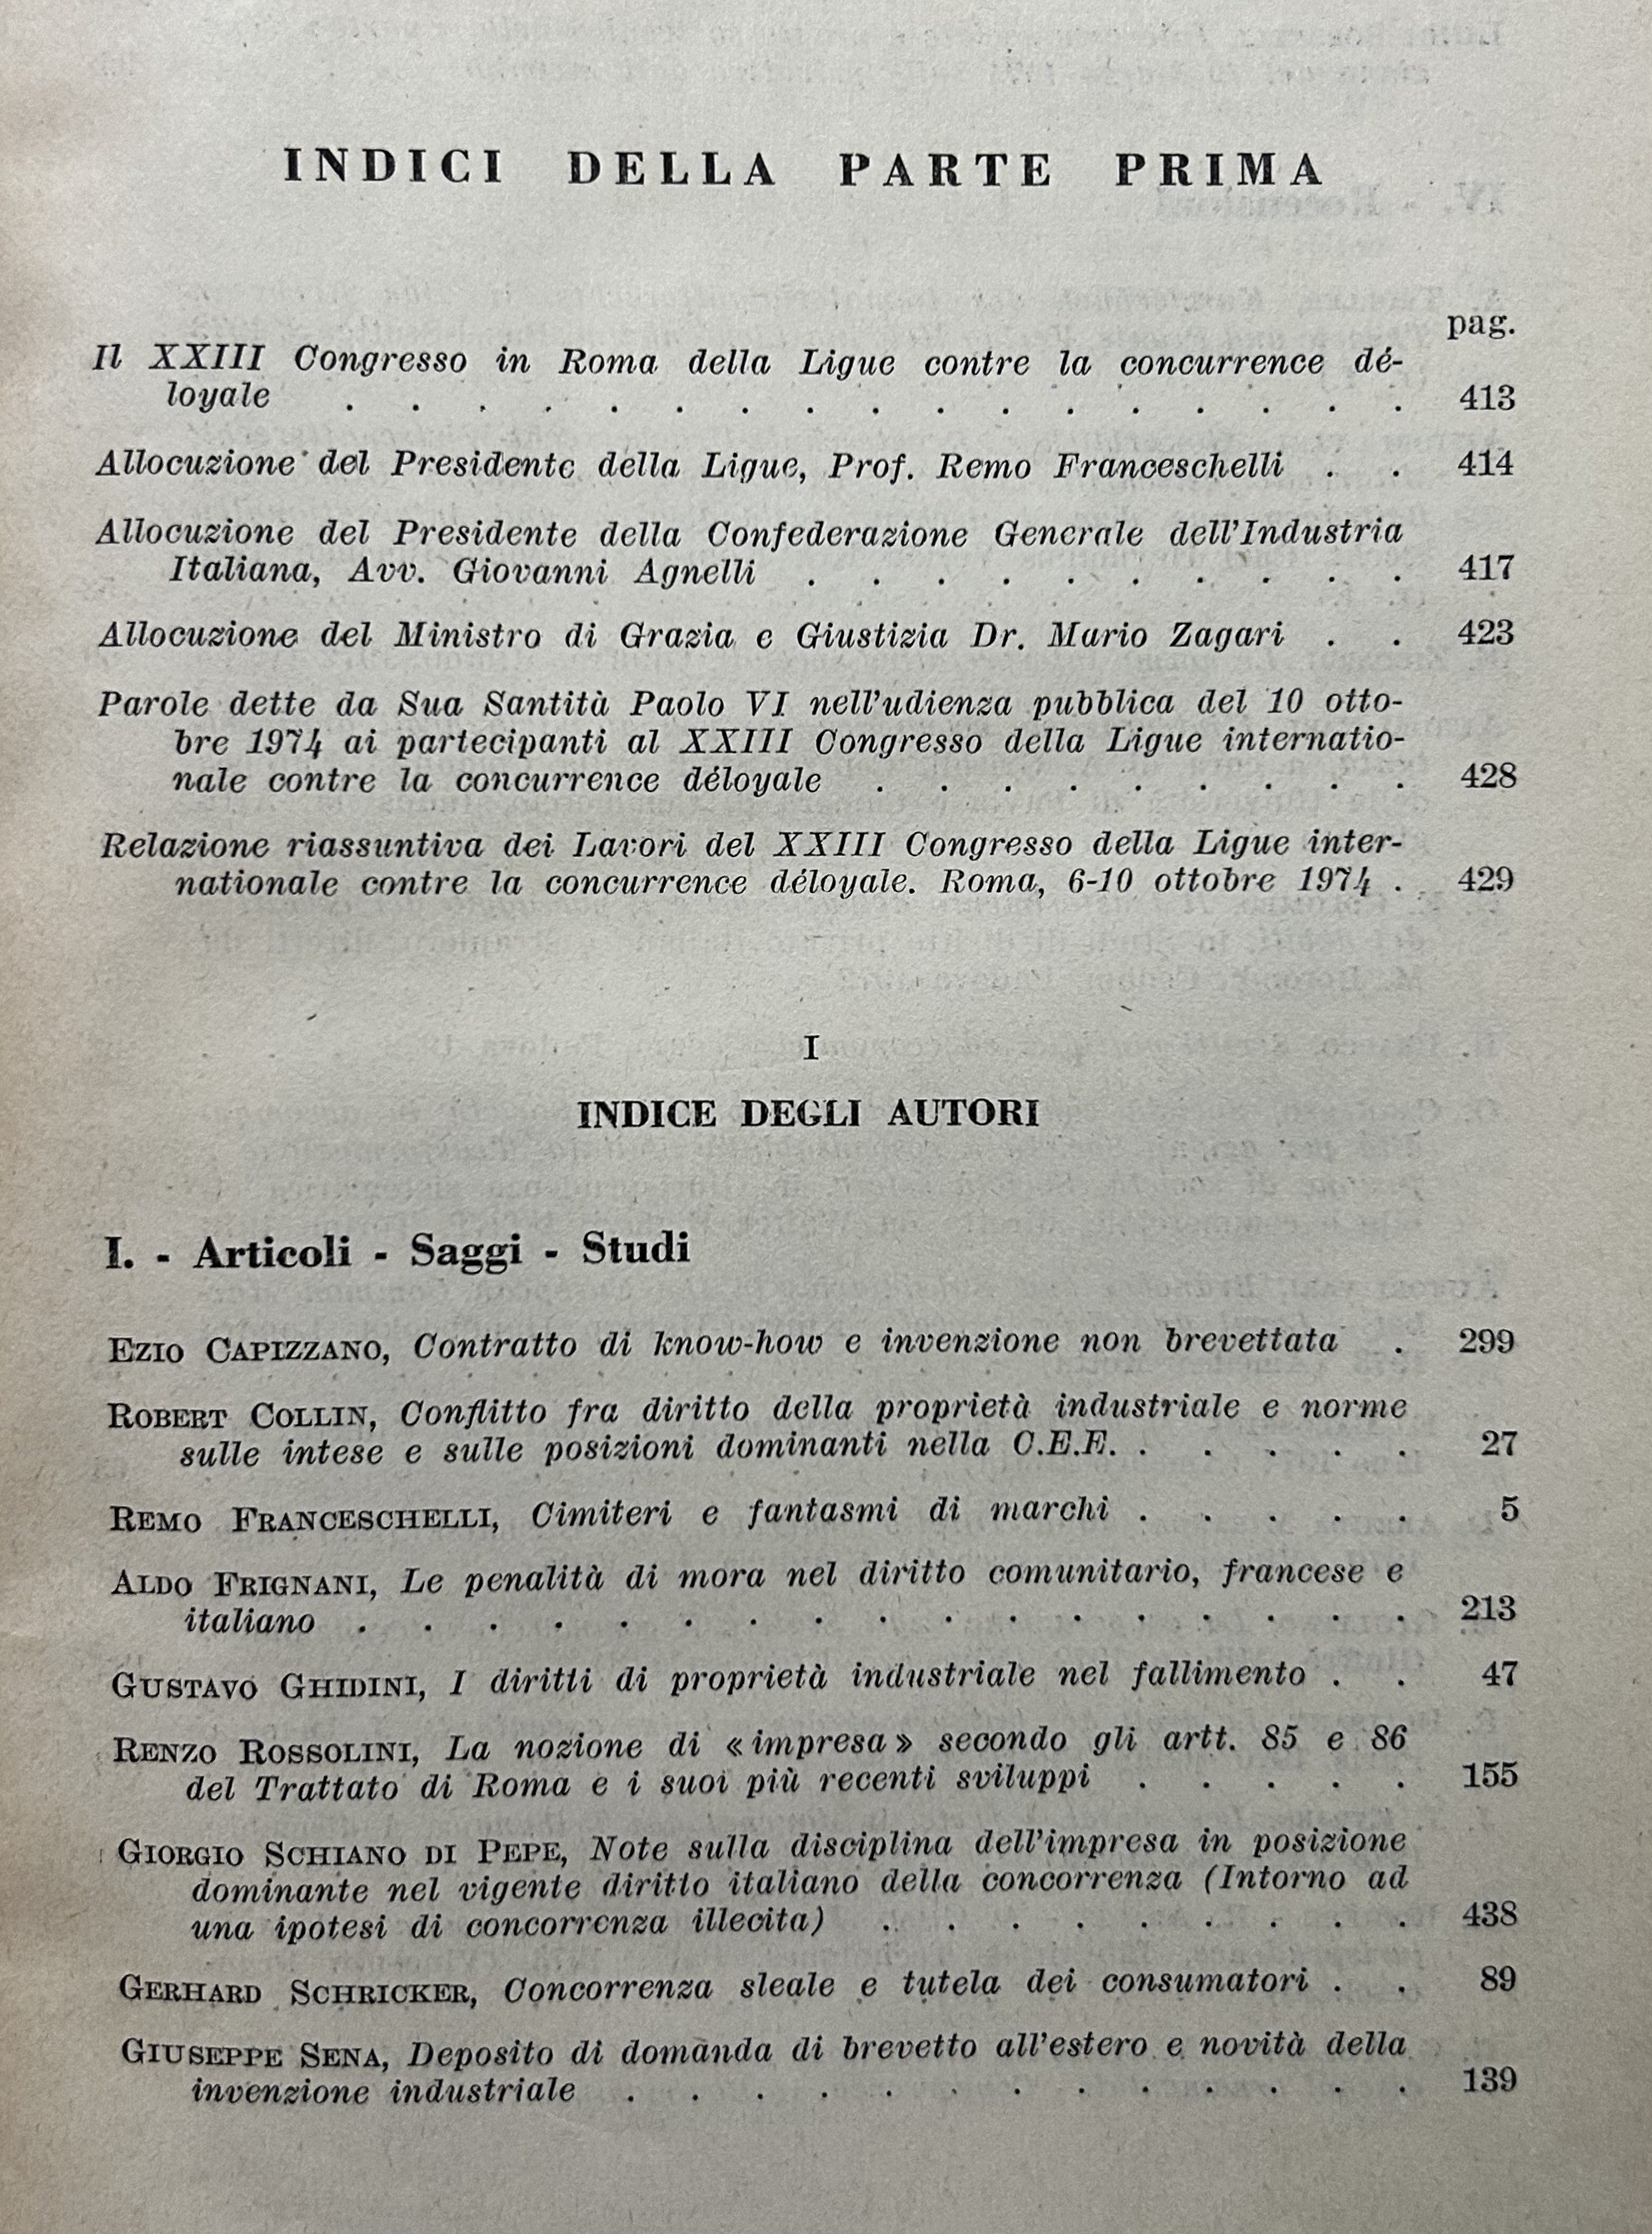 INDICI DELLA PARTE PRIMA
pag.
Il XXIII Congresso in Roma della Ligue contre la concurrence dé-
loyale . . . . . . . . . . . . . . . . . 413
Allocuzione del Presidente della Ligue, Prof. Remo Franceschelli . . 414
Allocuzione del Presidente della Confederazione Generale dell'Industria
Italiana, Avv. Giovanni Agnelli . . . . . . . . . . 417
Allocuzione del Ministro di Grazia e Giustizia Dr. Mario Zagari . . 423
Parole dette da Sua Santità Paolo VI nell'udienza pubblica del 10 otto-
bre 1974 ai partecipanti al XXIII Congresso della Ligue internatio-
nale contre la concurrence déloyale . . . . . . . . . 428
Relazione riassuntiva dei Lavori del XXIII Congresso della Ligue inter-
nationale contre la concurrence déloyale. Roma, 6-10 ottobre 1974 . 429
I
INDICE DEGLI AUTORI
I. - Articoli - Saggi - Studi
EZIO CAPIZZANO, Contratto di know-how e invenzione non brevettata . 299
ROBERT COLLIN, Conflitto fra diritto della proprietà industriale e norme
sulle intese e sulle posizioni dominanti nella C.E.E. . . . . . 27
REMO FRANCESCHELLI, Cimiteri e fantasmi di marchi . . . . . 5
ALDO FRIGNANI, Le penalità di mora nel diritto comunitario, francese e
italiano . . . . . . . . . . . . . . . . . 213
GUSTAVO GHIDINI, I diritti di proprietà industriale nel fallimento . . 47
RENZO ROSSOLINI, La nozione di « impresa » secondo gli artt. 85 e 86
del Trattato di Roma e i suoi più recenti sviluppi . . . . . 155
GIORGIO SCHIANO DI PEPE, Note sulla disciplina dell'impresa in posizione
dominante nel vigente diritto italiano della concorrenza (Intorno ad
una ipotesi di concorrenza illecita) . . . . . . . . . 438
GERHARD SCHRICKER, Concorrenza sleale e tutela dei consumatori . . 89
GIUSEPPE SENA, Deposito di domanda di brevetto all'estero e novità della
invenzione industriale . . . . . . . . . . . . . 139